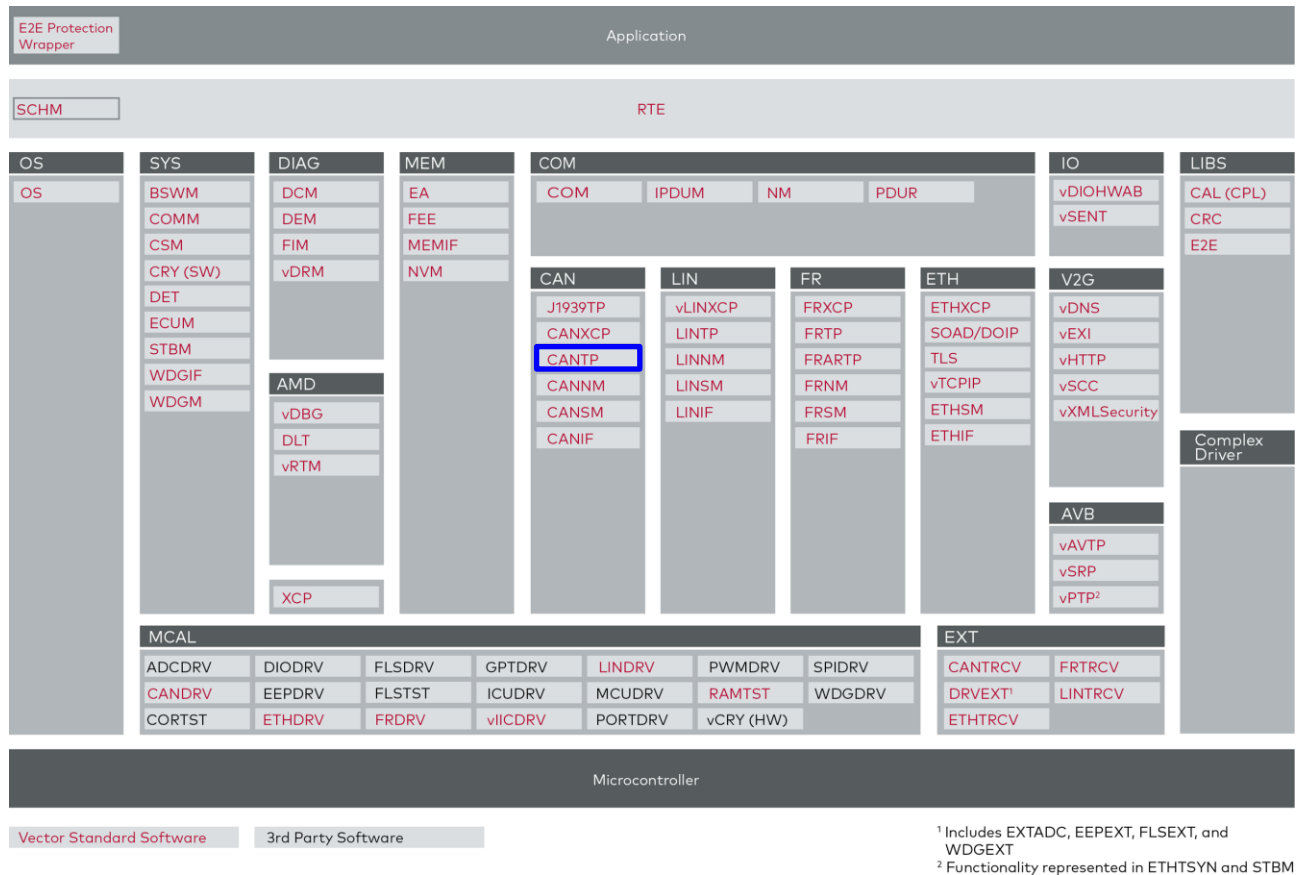 E2E Protection
Wrapper
Application
SCHM
RTE
OS
OS
SYS
BSWM
COMM
CSM
CRY (SW)
DET
ECUM
STBM
WDGIF
WDGM
DIAG
DCM
DEM
FIM
vDRM
AMD
vDBG
DLT
vRTM
XCP
MEM
EA
FEE
MEMIF
NVM
COM
COM IPDUM NM PDUR
CAN
J1939TP
CANXCP
CANTP
CANNM
CANSM
CANIF
LIN
vLINXCP
LINTP
LINNM
LINSM
LINIF
FR
FRXCP
FRTP
FRARTP
FRNM
FRSM
FRIF
ETH
ETHXCP
SOAD/DOIP
TLS
vTCPIP
ETHSM
ETHIF
IO
vDIOHWAB
vSENT
V2G
vDNS
vEXI
vHTTP
vSCC
vXMLSecurity
AVB
vAVTP
vSRP
vPTP²
LIBS
CAL (CPL)
CRC
E2E
Complex
Driver
MCAL
ADCDRV DIODRV FLSDRV GPTDRV LINDRV PWMDRV SPIDRV
CANDRV EEPDRV FLSTST ICUDRV MCUDRV RAMTST WDGDRV
CORTST ETHDRV FRDRV vIICDRV PORTDRV vCRY (HW)
EXT
CANTRCV FRTRCV
DRVEXT¹ LINTRCV
ETHTRCV
Microcontroller
Vector Standard Software 3rd Party Software
¹ Includes EXTADC, EEPEXT, FLSEXT, and
WDGEXT
² Functionality represented in ETHTSYN and STBM